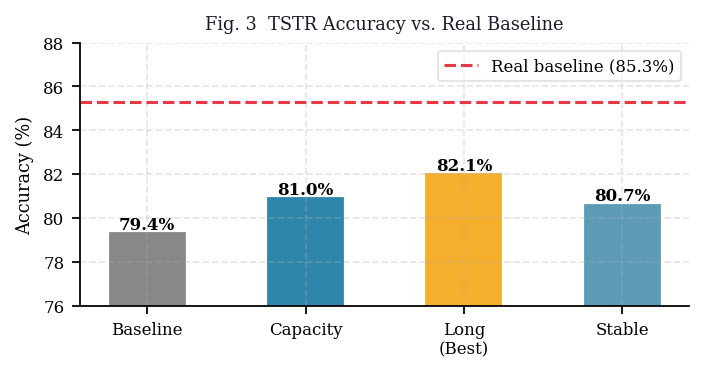 Fig. 3  TSTR Accuracy vs. Real Baseline
Real baseline (85.3%)
Accuracy (%)
88
86
84
82
80
78
76
79.4%
81.0%
82.1%
80.7%
Baseline
Capacity
Long
(Best)
Stable